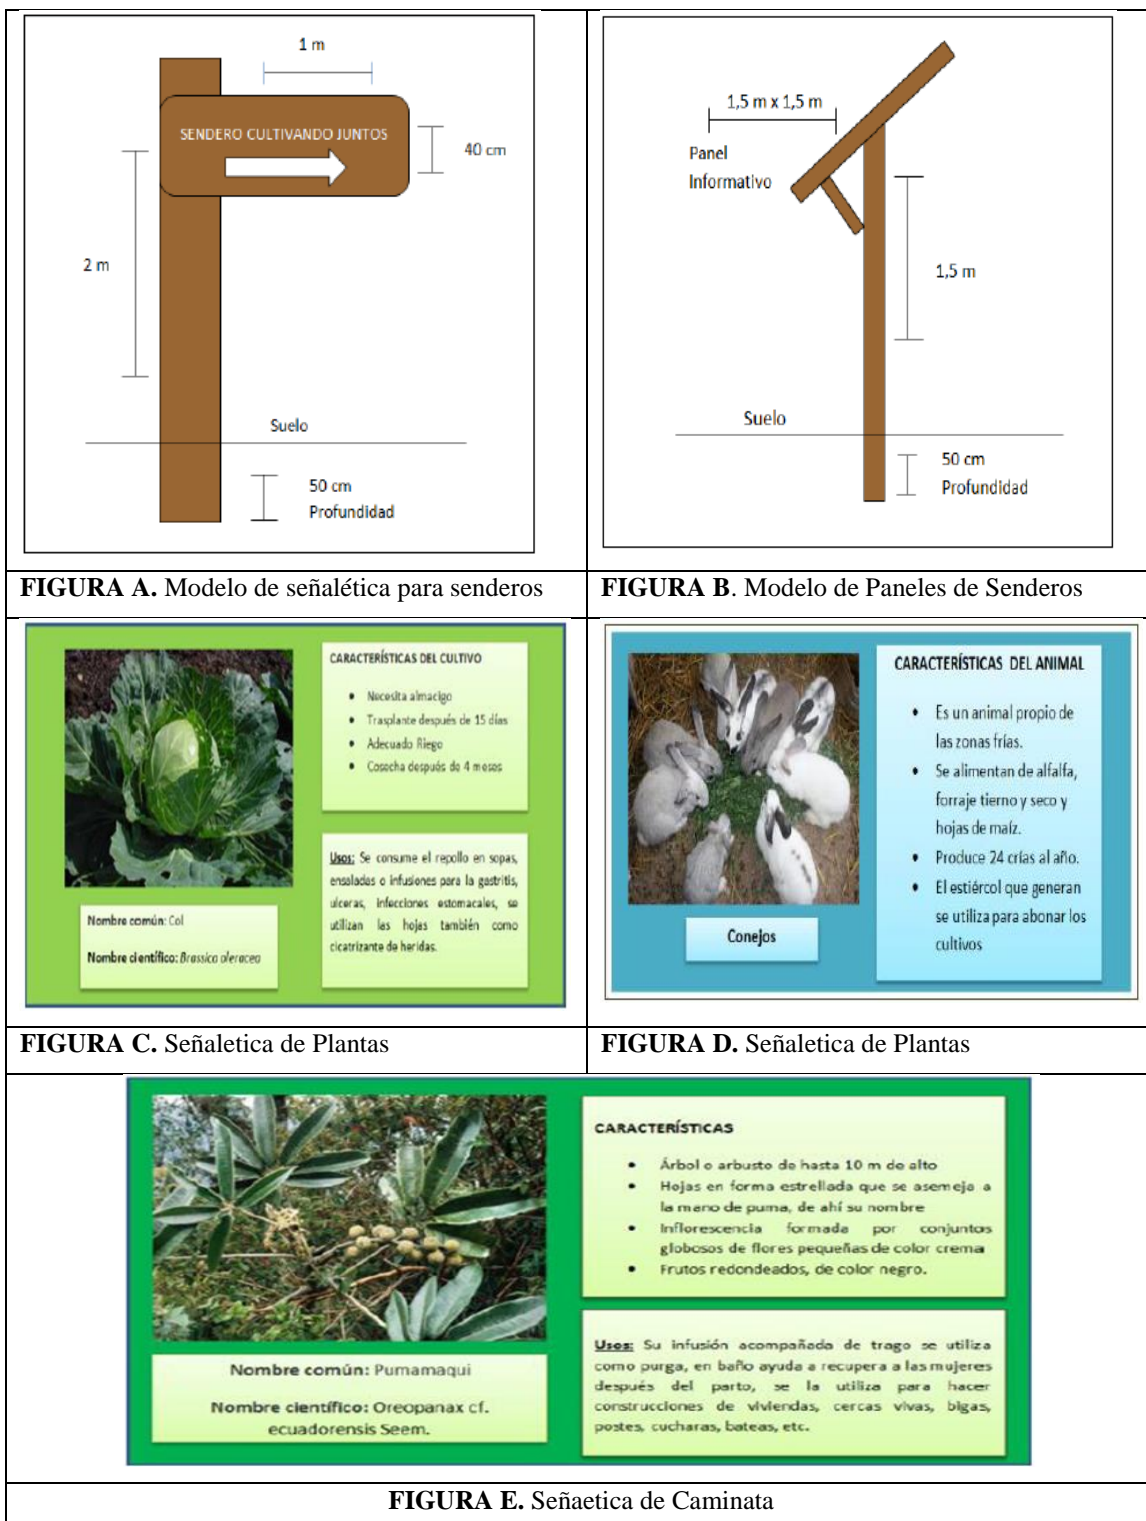 1 m
SENDERO CULTIVANDO JUNTOS
40 cm
2 m
Suelo
50 cm
Profundidad
FIGURA A. Modelo de señalética para senderos
1,5 m x 1,5 m
Panel
Informativo
1,5 m
Suelo
50 cm
Profundidad
FIGURA B. Modelo de Paneles de Senderos
CARACTERÍSTICAS DEL CULTIVO
• Necesita almacigo
• Trasplante después de 15 días
• Adecuado Riego
• Cosecha después de 4 meses
Usos: Se consume el repollo en sopas,
ensaladas o infusiones para la gastritis,
ulceras, infecciones estomacales, se
utilizan las hojas también como
cicatrizante de heridas.
Nombre común: Col
Nombre científico: Brassica oleracea
FIGURA C. Señaletica de Plantas
CARACTERÍSTICAS DEL ANIMAL
• Es un animal propio de
las zonas frías.
• Se alimentan de alfalfa,
forraje tierno y seco y
hojas de maíz.
• Produce 24 crías al año.
• El estiércol que generan
se utiliza para abonar los
cultivos
Conejos
FIGURA D. Señaletica de Plantas
CARACTERÍSTICAS
• Árbol o arbusto de hasta 10 m de alto
• Hojas en forma estrellada que se asemeja a
la mano de puma, de ahí su nombre
• Inflorescencia formada por conjuntos
globosos de flores pequeñas de color crema
• Frutos redondeados, de color negro.
Usos: Su infusión acompañada de trago se utiliza
como purga, en baño ayuda a recupera a las mujeres
después del parto, se la utiliza para hacer
construcciones de viviendas, cercas vivas, bigas,
postes, cucharas, bateas, etc.
Nombre común: Pumamaqui
Nombre científico: Oreopanax cf.
ecuadorensis Seem.
FIGURA E. Señaetica de Caminata